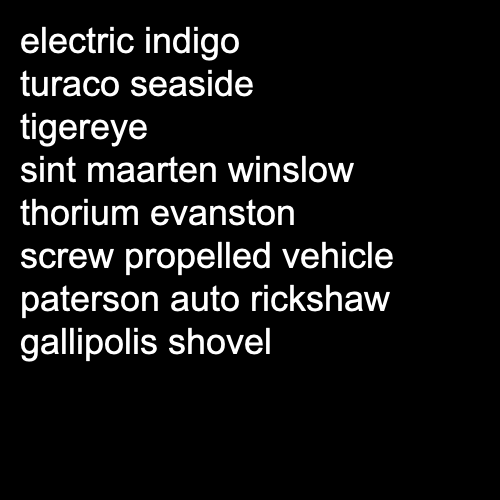 electric indigo
turaco seaside
tigereye
sint maarten winslow
thorium evanston
screw propelled vehicle
paterson auto rickshaw
gallipolis shovel